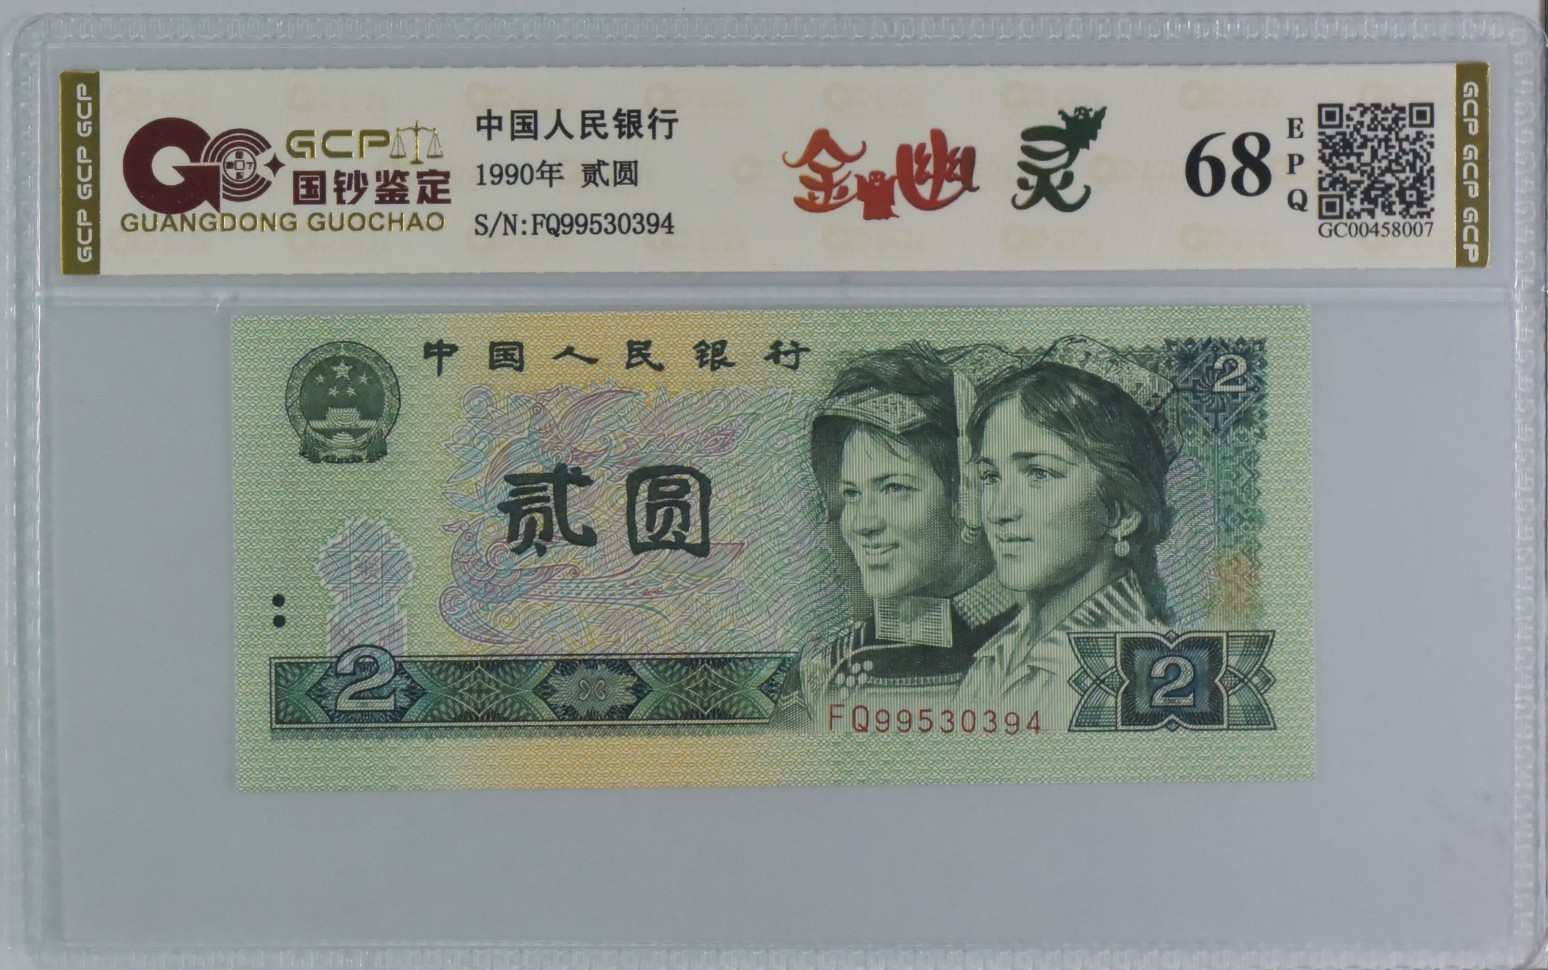 GCP GCP GCP
GCP
国钞鉴定
GUANGDONG GUOCHAO
中国人民银行
1990年 贰圆
S/N:FQ99530394
金幽灵
68
EPQ
GC00458007
GCP GCP GCP
中国人民银行
2
贰圆
2
2
FQ99530394